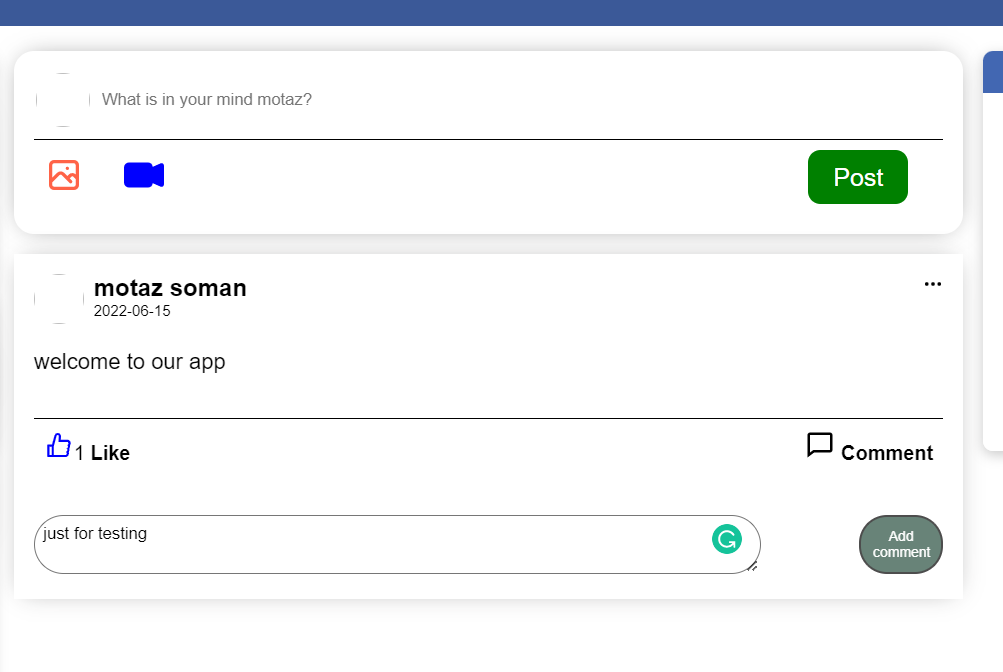 What is in your mind motaz?
Post
motaz soman
2022-06-15
welcome to our app
1 Like
Comment
just for testing
Add
comment